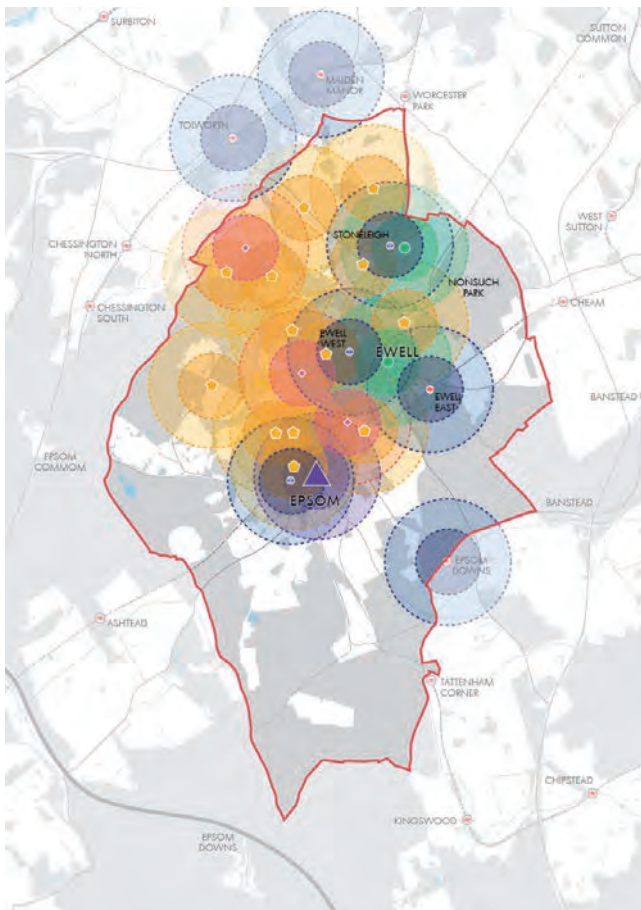 SURBITON
SUTTON
COMMON
MALDEN
MANOR
WORCESTER
PARK
TOLWORTH
WEST
SUTTON
STONELEIGH
CHESSINGTON
NORTH
NONSUCH
PARK
CHESSINGTON
SOUTH
CHEAM
EWELL
WEST
EWELL
EWELL
EAST
BANSTEAD
EPSOM
COMMOM
EPSOM
BANSTEAD
EPSOM
DOWNS
ASHTEAD
TATTENHAM
CORNER
CHIPSTEAD
KINGSWOOD
EPSOM
DOWNS